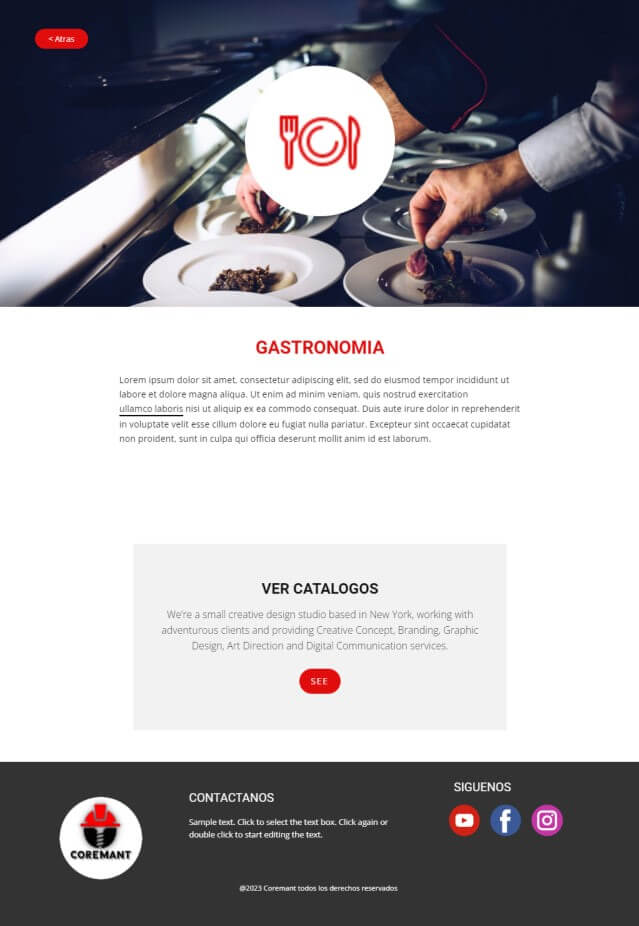 < Atras
GASTRONOMIA
Lorem ipsum dolor sit amet, consectetur adipiscing elit, sed do eiusmod tempor incididunt ut
labore et dolore magna aliqua. Ut enim ad minim veniam, quis nostrud exercitation
ullamco laboris nisi ut aliquip ex ea commodo consequat. Duis aute irure dolor in reprehenderit
in voluptate velit esse cillum dolore eu fugiat nulla pariatur. Excepteur sint occaecat cupidatat
non proident, sunt in culpa qui officia deserunt mollit anim id est laborum.
VER CATALOGOS
We're a small creative design studio based in New York, working with
adventurous clients and providing Creative Concept, Branding, Graphic
Design, Art Direction and Digital Communication services.
SEE
COREMANT
CONTACTANOS
Sample text. Click to select the text box. Click again or
double click to start editing the text.
SIGUENOS
@2023 Coremant todos los derechos reservados